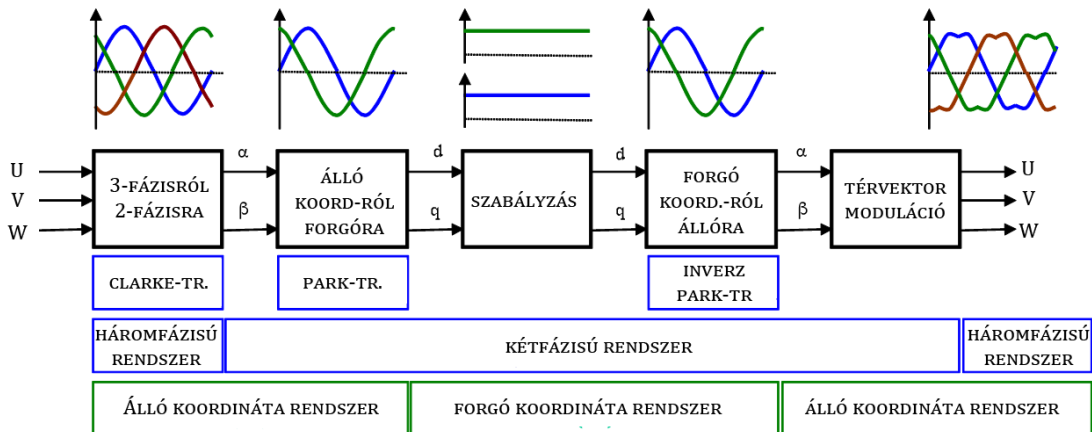 U
V
W
3-FÁZISRÓL
2-FÁZISRA
α
β
ÁLLÓ
KOORD-RÓL
FORGÓRA
d
q
SZABÁLYZÁS
d
q
FORGÓ
KOORD.-RÓL
ÁLLÓRA
α
β
TÉRVEKTOR
MODULÁCIÓ
U
V
W
CLARKE-TR.
PARK-TR.
INVERZ
PARK-TR
HÁROMFÁZISÚ
RENDSZER
KÉTFÁZISÚ RENDSZER
HÁROMFÁZISÚ
RENDSZER
ÁLLÓ KOORDINÁTA RENDSZER
FORGÓ KOORDINÁTA RENDSZER
ÁLLÓ KOORDINÁTA RENDSZER